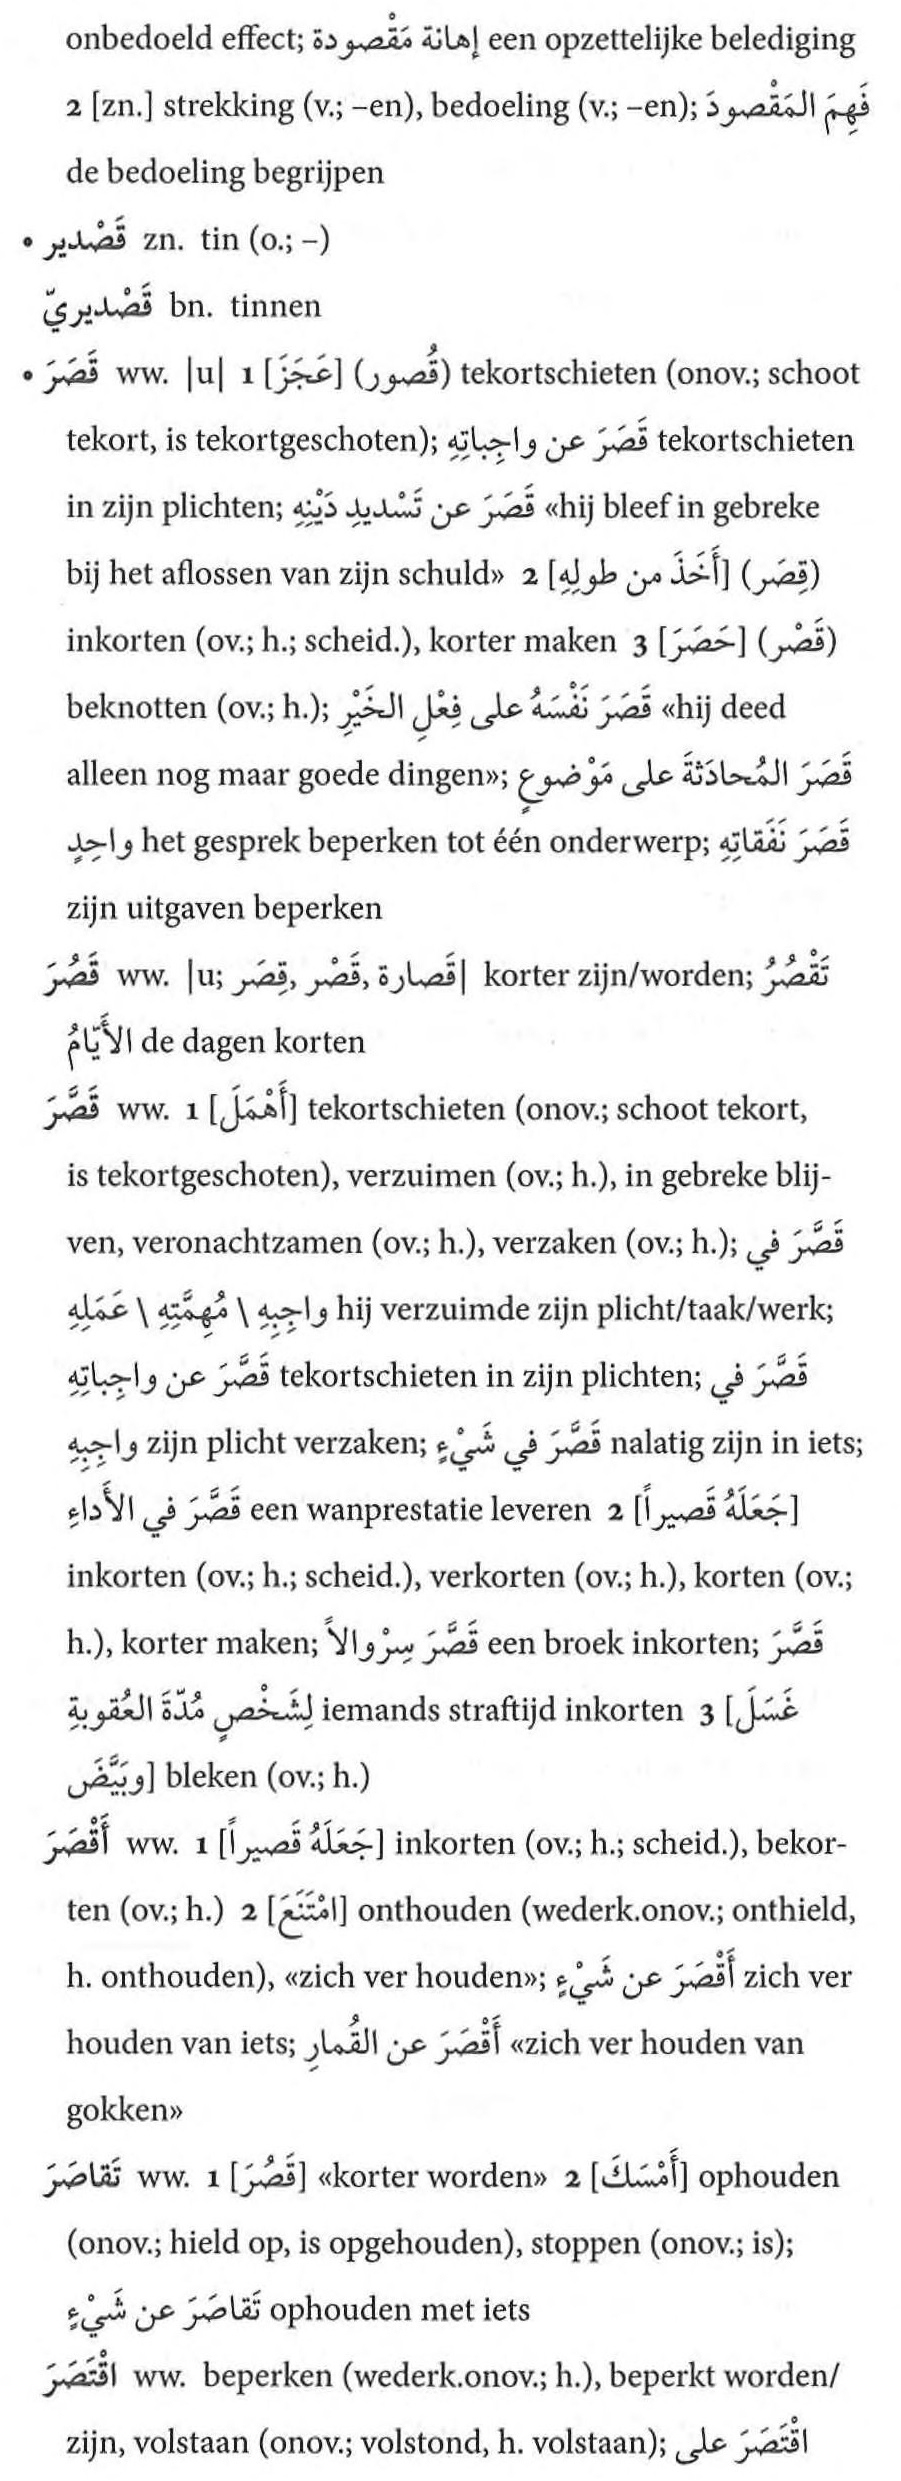 onbedoeld effect; إهانة مَقْصودة een opzettelijke belediging
2 [zn.] strekking (v.; –en), bedoeling (v.; –en); فَهِمَ المَقْصودَ
de bedoeling begrijpen
• قَصْدير zn. tin (o.; –)
قَصْديريّ bn. tinnen
• قَصَرَ ww. |u| 1 [عَجَزَ] (قُصور) tekortschieten (onov.; schoot
tekort, is tekortgeschoten); قَصَرَ عن واجِباتِهِ tekortschieten
in zijn plichten; قَصَرَ عن تَسْديدِ دَيْنِهِ «hij bleef in gebreke
bij het aflossen van zijn schuld» 2 [أَخَذَ من طولِهِ] (قِصَر)
inkorten (ov.; h.; scheid.), korter maken 3 [حَصَرَ] (قَصْر)
beknotten (ov.; h.); قَصَرَ نَفْسَهُ على فِعْلِ الخَيْرِ «hij deed
alleen nog maar goede dingen»; قَصَرَ المُحادَثةَ على مَوْضوعٍ
واحِدٍ het gesprek beperken tot één onderwerp; قَصَرَ نَفَقاتِهِ
zijn uitgaven beperken
قَصُرَ ww. |u; قِصَر, قَصْر, قَصارة| korter zijn/worden; تَقْصُرُ
الأَيّامُ de dagen korten
قَصَّرَ ww. 1 [أَهْمَلَ] tekortschieten (onov.; schoot tekort,
is tekortgeschoten), verzuimen (ov.; h.), in gebreke blij-
ven, veronachtzamen (ov.; h.), verzaken (ov.; h.); قَصَّرَ في
واجِبِهِ \ مُهِمَّتِهِ \ عَمَلِهِ hij verzuimde zijn plicht/taak/werk;
قَصَّرَ عن واجِباتِهِ tekortschieten in zijn plichten; قَصَّرَ في
واجِبِهِ zijn plicht verzaken; قَصَّرَ في شَيْءٍ nalatig zijn in iets;
قَصَّرَ في الأَداءِ een wanprestatie leveren 2 [جَعَلَهُ قَصيراً]
inkorten (ov.; h.; scheid.), verkorten (ov.; h.), korten (ov.;
h.), korter maken; قَصَّرَ سِرْوالاً een broek inkorten; قَصَّرَ
لِشَخْصٍ مُدّةَ العُقوبةِ iemands straftijd inkorten 3 [غَسَلَ
وبَيَّضَ] bleken (ov.; h.)
أَقْصَرَ ww. 1 [جَعَلَهُ قَصيراً] inkorten (ov.; h.; scheid.), bekor-
ten (ov.; h.) 2 [امْتَنَعَ] onthouden (wederk.onov.; onthield,
h. onthouden), «zich ver houden»; أَقْصَرَ عن شَيْءٍ zich ver
houden van iets; أَقْصَرَ عن القُمارِ «zich ver houden van
gokken»
تَقاصَرَ ww. 1 [قَصُرَ] «korter worden» 2 [أَمْسَكَ] ophouden
(onov.; hield op, is opgehouden), stoppen (onov.; is);
تَقاصَرَ عن شَيْءٍ ophouden met iets
اقْتَصَرَ ww. beperken (wederk.onov.; h.), beperkt worden/
zijn, volstaan (onov.; volstond, h. volstaan); اقْتَصَرَ على